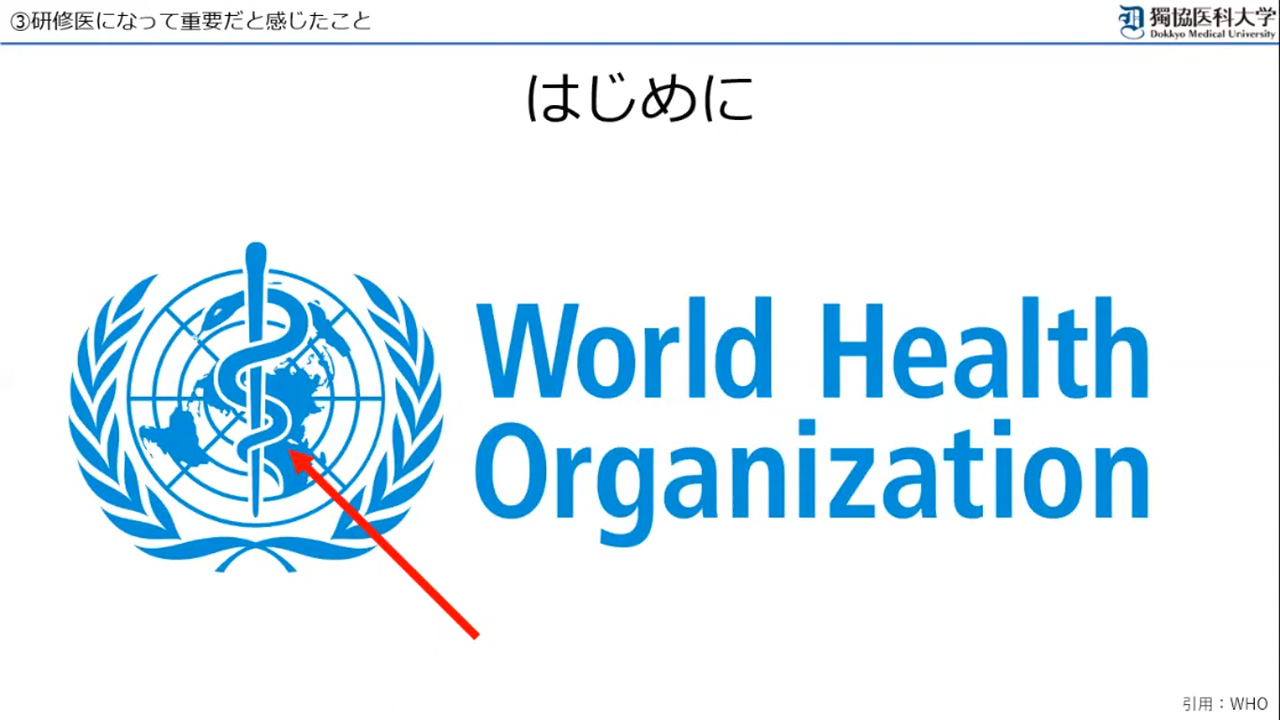 ③研修医になって重要だと感じたこと
獨協医科大学
Dokkyo Medical University
はじめに
World Health
Organization
引用：WHO